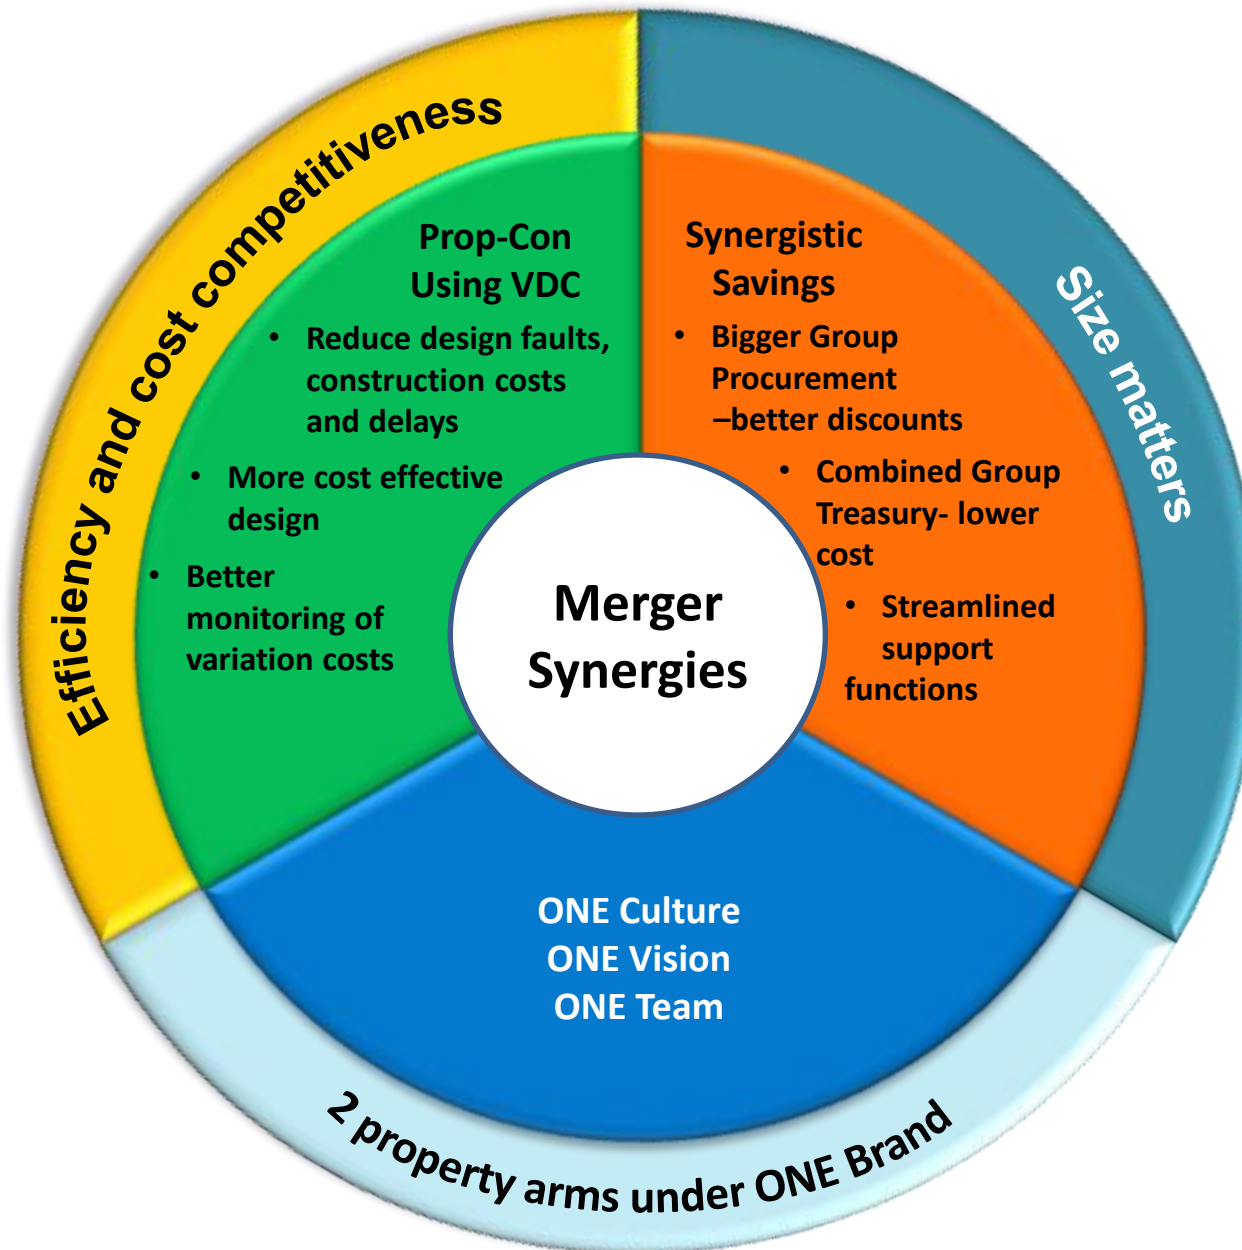 Efficiency and cost competitiveness
Prop-Con
Using VDC
• Reduce design faults,
construction costs
and delays
• More cost effective
design
• Better
monitoring of
variation costs
Synergistic
Savings
• Bigger Group
Procurement
–better discounts
• Combined Group
Treasury- lower
cost
• Streamlined
support
functions
Size matters
Merger
Synergies
ONE Culture
ONE Vision
ONE Team
2 property arms under ONE Brand